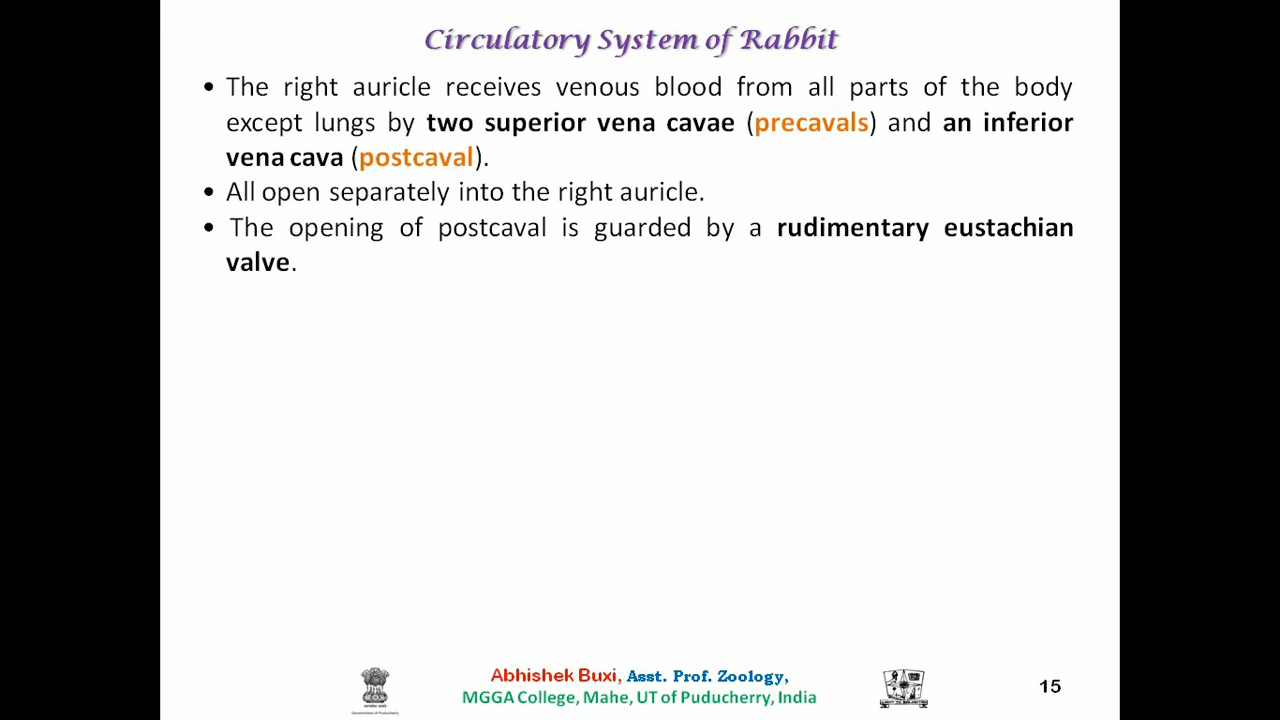 Circulatory System of Rabbit
• The right auricle receives venous blood from all parts of the body
except lungs by two superior vena cavae (precavals) and an inferior
vena cava (postcaval).
• All open separately into the right auricle.
• The opening of postcaval is guarded by a rudimentary eustachian
valve.
Abhishek Buxi, Asst. Prof. Zoology,
MGGA College, Mahe, UT of Puducherry, India
Government of Puducherry
15